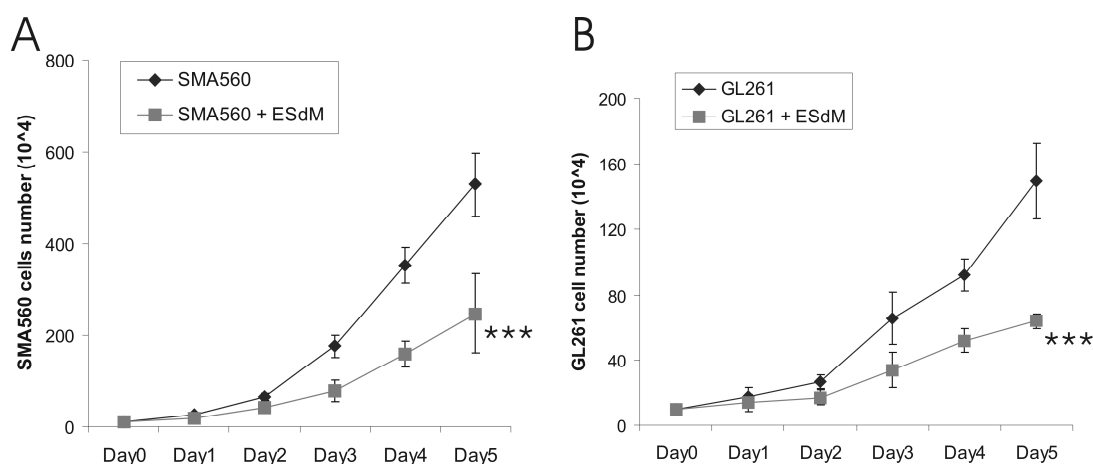 A
SMA560 cells number (10^4)
800
600
400
200
0
SMA560
SMA560 + ESdM
***
Day0 Day1 Day2 Day3 Day4 Day5
B
GL261 cell number (10^4)
200
160
120
80
40
0
GL261
GL261 + ESdM
***
Day0 Day1 Day2 Day3 Day4 Day5